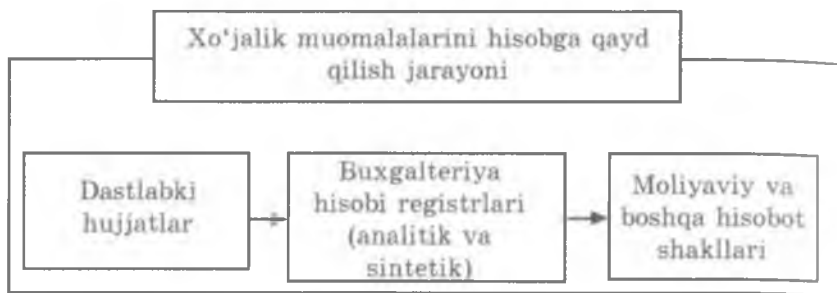 Xo‘jalik muomalalarini hisobga qayd
qilish jarayoni
Dastlabki
hujjatlar
Buxgalteriya
hisobi registrlari
(analitik va
sintetik)
Moliyaviy va
boshqa hisobot
shakllari